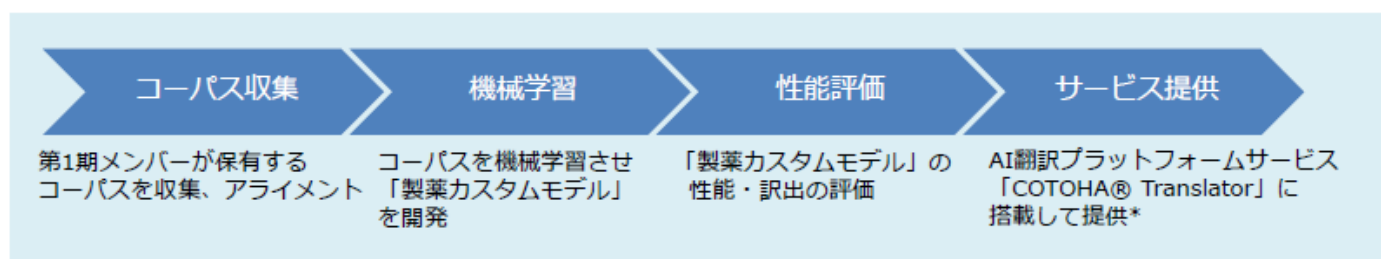 コーパス収集
機械学習
性能評価
サービス提供
第1期メンバーが保有する
コーパスを収集、アライメント
コーパスを機械学習させ
「製薬カスタムモデル」
を開発
「製薬カスタムモデル」の
性能・訳出の評価
AI翻訳プラットフォームサービス
「COTOHA® Translator」に
搭載して提供*